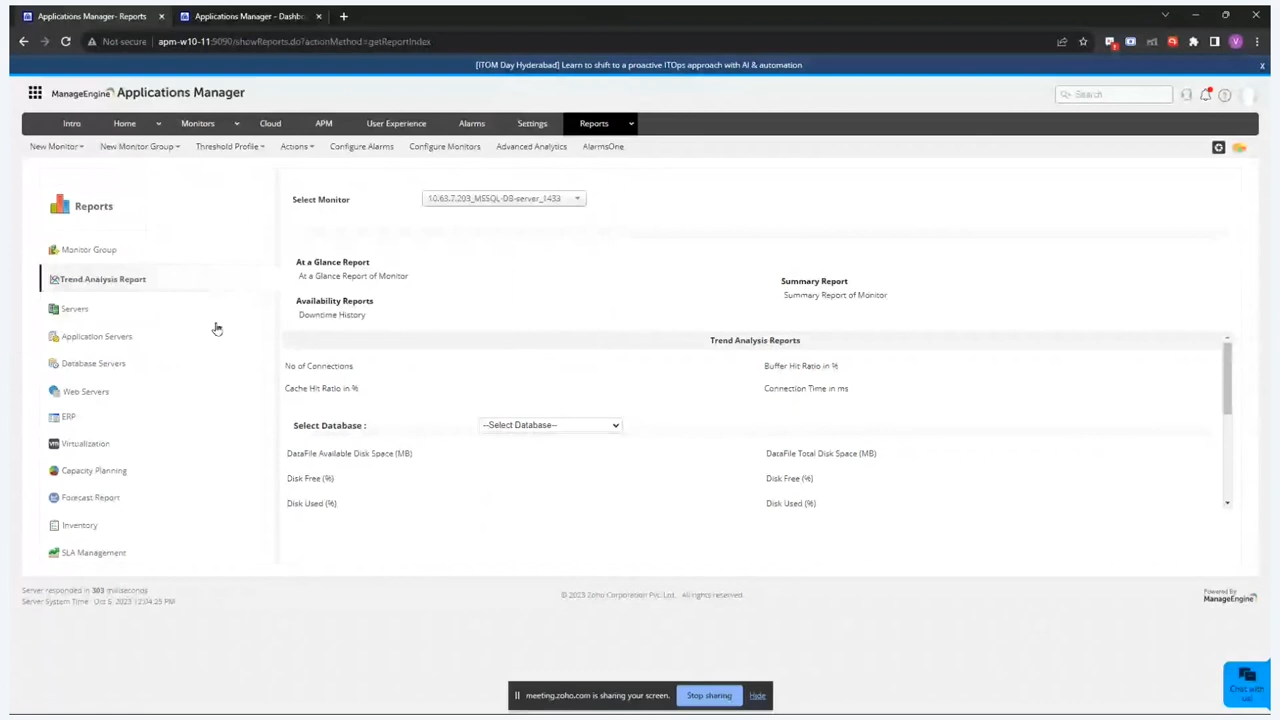 Applications Manager- Reports
Applications Manager - Dashbo
Not secure
apm-w10-11:9090/showReports.do?actionMethod=getReportIndex
[ITOM Day Hyderabad] Learn to shift to a proactive ITOps approach with AI & automation
x
ManageEngine Applications Manager
Search
Intro
Home
Monitors
Cloud
APM
User Experience
Alarms
Settings
Reports
New Monitor
New Monitor Group
Threshold Profile
Actions
Configure Alarms
Configure Monitors
Advanced Analytics
AlarmsOne
Reports
Monitor Group
Trend Analysis Report
Servers
Application Servers
Database Servers
Web Servers
ERP
Virtualization
Capacity Planning
Forecast Report
Inventory
SLA Management
Select Monitor
10.63.7.203_MSSQL-DB-server_1433
At a Glance Report
At a Glance Report of Monitor
Summary Report
Summary Report of Monitor
Availability Reports
Downtime History
Trend Analysis Reports
No of Connections
Buffer Hit Ratio in %
Cache Hit Ratio in %
Connection Time in ms
Select Database :
--Select Database--
DataFile Available Disk Space (MB)
DataFile Total Disk Space (MB)
Disk Free (%)
Disk Free (%)
Disk Used (%)
Disk Used (%)
Server responded in 303 milliseconds
Server System Time : Oct 5, 2023 12:04:25 PM
© 2023 Zoho Corporation Pvt. Ltd. All rights reserved
Powered By
ManageEngine
Chat with us!
meeting.zoho.com is sharing your screen.
Stop sharing
Hide